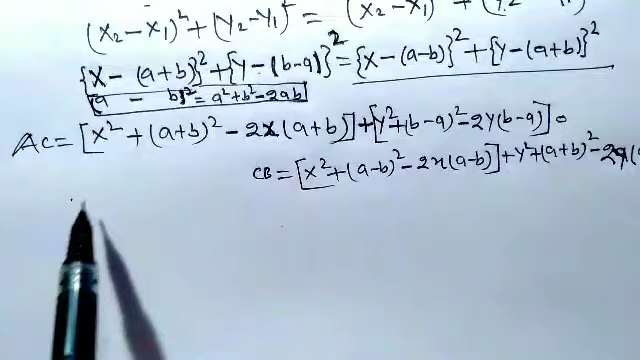 (x₂-x₁)²+(y₂-y₁)² = (x₂-x₁)
{x-(a+b)}²+{y-(b-a)}²={x-(a-b)}²+{y-(a+b)}²
(a - b)²=a²+b²-2ab
AC=[x²+(a+b)²-2x(a+b)]+[y²+(b-a)²-2y(b-a)]=
CB=[x²+(a-b)²-2x(a-b)]+y²+(a+b)²-2y(